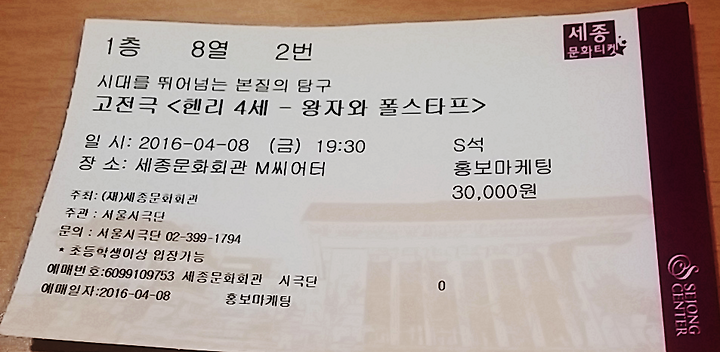 1층 8열 2번
세종
문화티켓
시대를 뛰어넘는 본질의 탐구
고전극 <헨리 4세 - 왕자와 폴스타프>
일 시: 2016-04-08 (금) 19:30 S석
장 소: 세종문화회관 M씨어터 홍보마케팅
30,000원
주최: (재)세종문화회관
주관 : 서울시극단
문의 : 서울시극단 02-399-1794
* 초등학생이상 입장가능
예매번호:6099109753 세종문화회관 시극단 0
예매일자:2016-04-08 홍보마케팅
SEJONG
CENTER